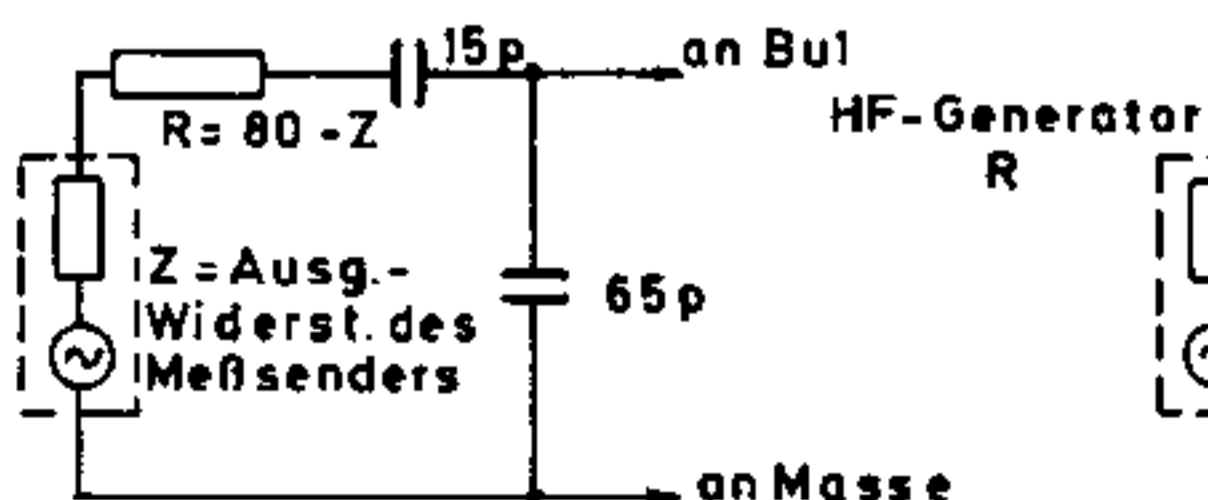 15p
an Bu1
R = 80 - Z
HF-Generator
R
Z = Ausg.-
Widerst. des
Meßsenders
65p
an Masse